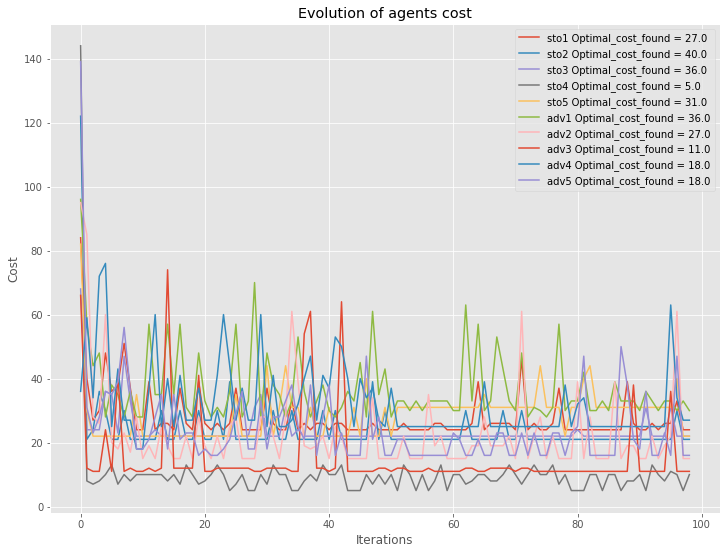 Evolution of agents cost
sto1 Optimal_cost_found = 27.0
sto2 Optimal_cost_found = 40.0
sto3 Optimal_cost_found = 36.0
sto4 Optimal_cost_found = 5.0
sto5 Optimal_cost_found = 31.0
adv1 Optimal_cost_found = 36.0
adv2 Optimal_cost_found = 27.0
adv3 Optimal_cost_found = 11.0
adv4 Optimal_cost_found = 18.0
adv5 Optimal_cost_found = 18.0
140
120
100
80
60
40
20
0
Cost
0 20 40 60 80 100
Iterations